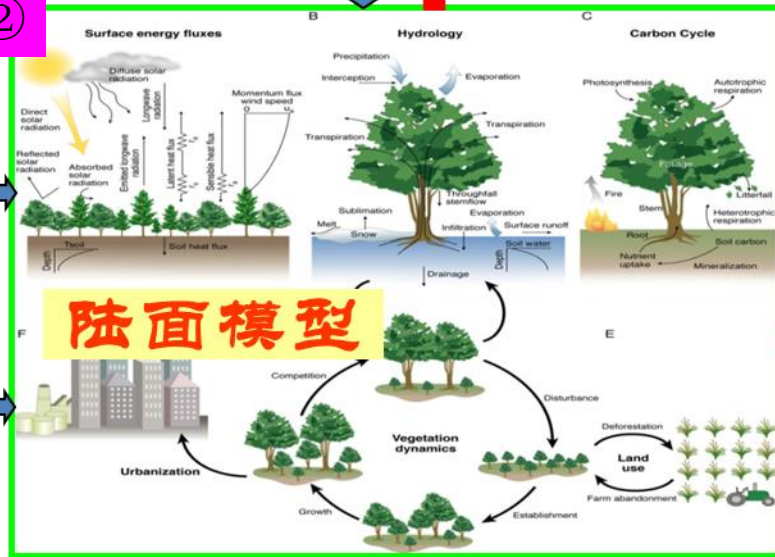 ②
Surface energy fluxes
Diffuse solar
radiation
Direct
solar
radiation
Reflected
solar
radiation
Absorbed
solar
radiation
Longwave
radiation
Emitted longwave
radiation
Latent heat flux
Sensible heat flux
Momentum flux
wind speed
0
Soil heat flux
Tsoil
Depth
B
Hydrology
Precipitation
Interception
Evaporation
Transpiration
Transpiration
Throughfall
stemflow
Sublimation
Evaporation
Melt
Snow
Infiltration
Surface runoff
Soil water
Depth
Drainage
C
Carbon Cycle
Photosynthesis
Autotrophic
respiration
Foliage
Fire
Stem
Litterfall
Heterotrophic
respiration
Root
Soil carbon
Nutrient
uptake
Mineralization
陆面模型
F
E
Competition
Disturbance
Vegetation
dynamics
Deforestation
Land
use
Farm abandonment
Urbanization
Growth
Establishment